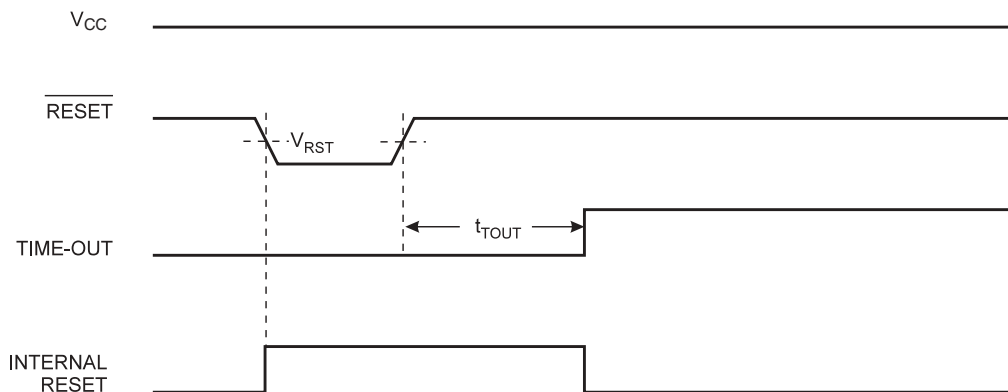 VCC
RESET
VRST
tTOUT
TIME-OUT
INTERNAL
RESET